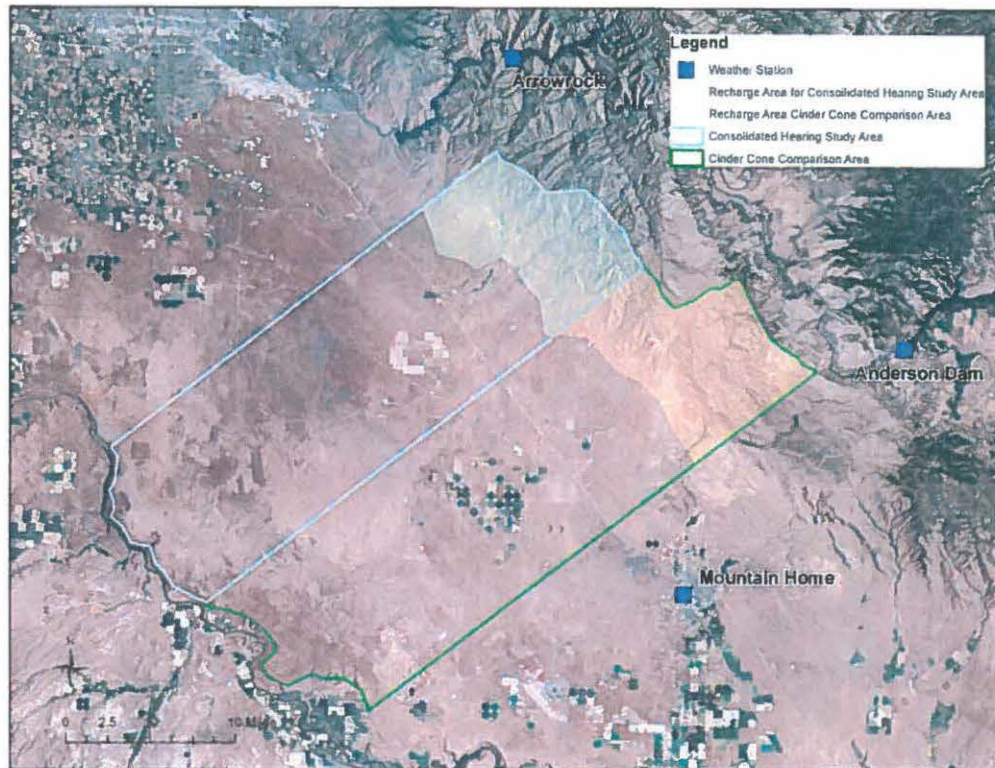 Legend
Weather Station
Recharge Area for Consolidated Hearing Study Area
Recharge Area Cinder Cone Comparison Area
Consolidated Hearing Study Area
Cinder Cone Comparison Area
Arrowrock
Anderson Dam
Mountain Home
N
0 2.5 10 Miles